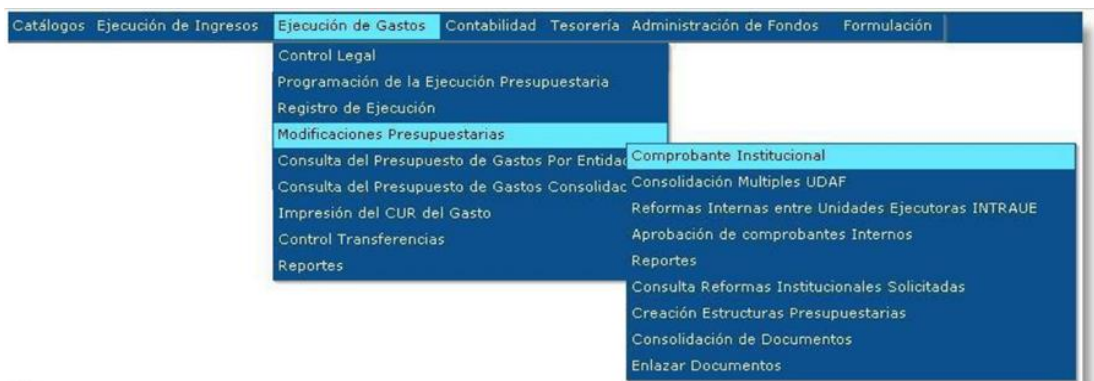 Catálogos Ejecución de Ingresos Ejecución de Gastos Contabilidad Tesorería Administración de Fondos Formulación
Control Legal
Programación de la Ejecución Presupuestaria
Registro de Ejecución
Modificaciones Presupuestarias
Consulta del Presupuesto de Gastos Por Entidad
Consulta del Presupuesto de Gastos Consolidac
Impresión del CUR del Gasto
Control Transferencias
Reportes
Comprobante Institucional
Consolidación Multiples UDAF
Reformas Internas entre Unidades Ejecutoras INTRAUE
Aprobación de comprobantes Internos
Reportes
Consulta Reformas Institucionales Solicitadas
Creación Estructuras Presupuestarias
Consolidación de Documentos
Enlazar Documentos